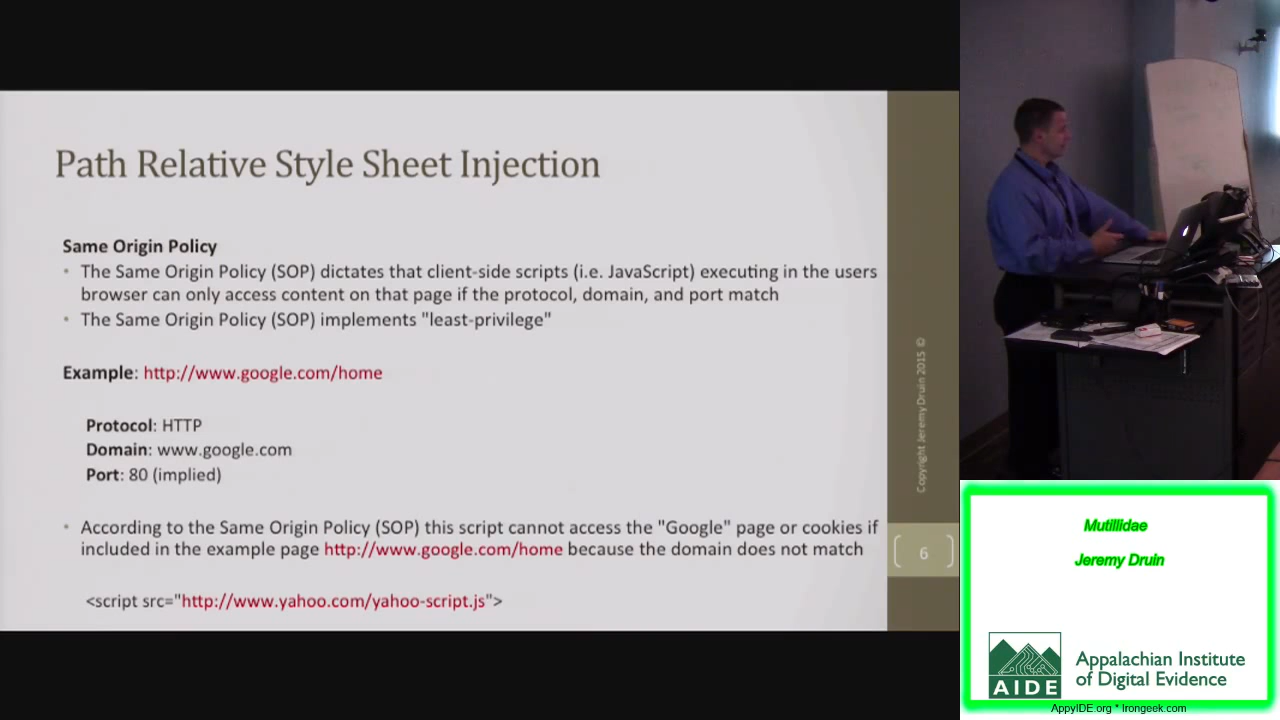 Path Relative Style Sheet Injection
Same Origin Policy
• The Same Origin Policy (SOP) dictates that client-side scripts (i.e. JavaScript) executing in the users
browser can only access content on that page if the protocol, domain, and port match
• The Same Origin Policy (SOP) implements "least-privilege"
Example: http://www.google.com/home
Protocol: HTTP
Domain: www.google.com
Port: 80 (implied)
• According to the Same Origin Policy (SOP) this script cannot access the "Google" page or cookies if
included in the example page http://www.google.com/home because the domain does not match
<script src="http://www.yahoo.com/yahoo-script.js">
Copyright Jeremy Druin 2015 ©
6
Mutillidae
Jeremy Druin
AIDE
Appalachian Institute
of Digital Evidence
AppyIDE.org * Irongeek.com